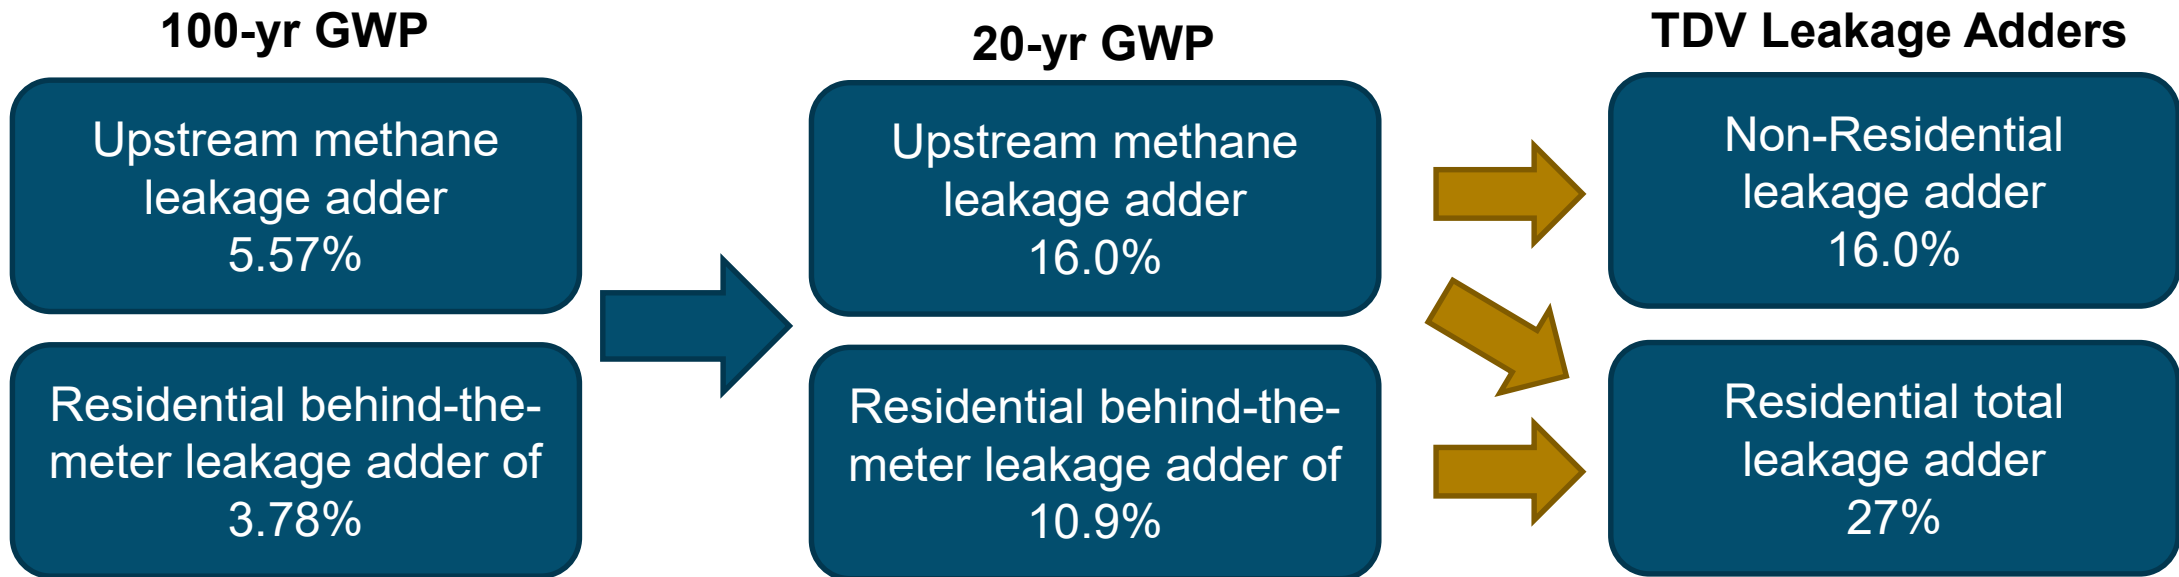 100-yr GWP
Upstream methane
leakage adder
5.57%
Residential behind-the-
meter leakage adder of
3.78%
20-yr GWP
Upstream methane
leakage adder
16.0%
Residential behind-the-
meter leakage adder of
10.9%
TDV Leakage Adders
Non-Residential
leakage adder
16.0%
Residential total
leakage adder
27%